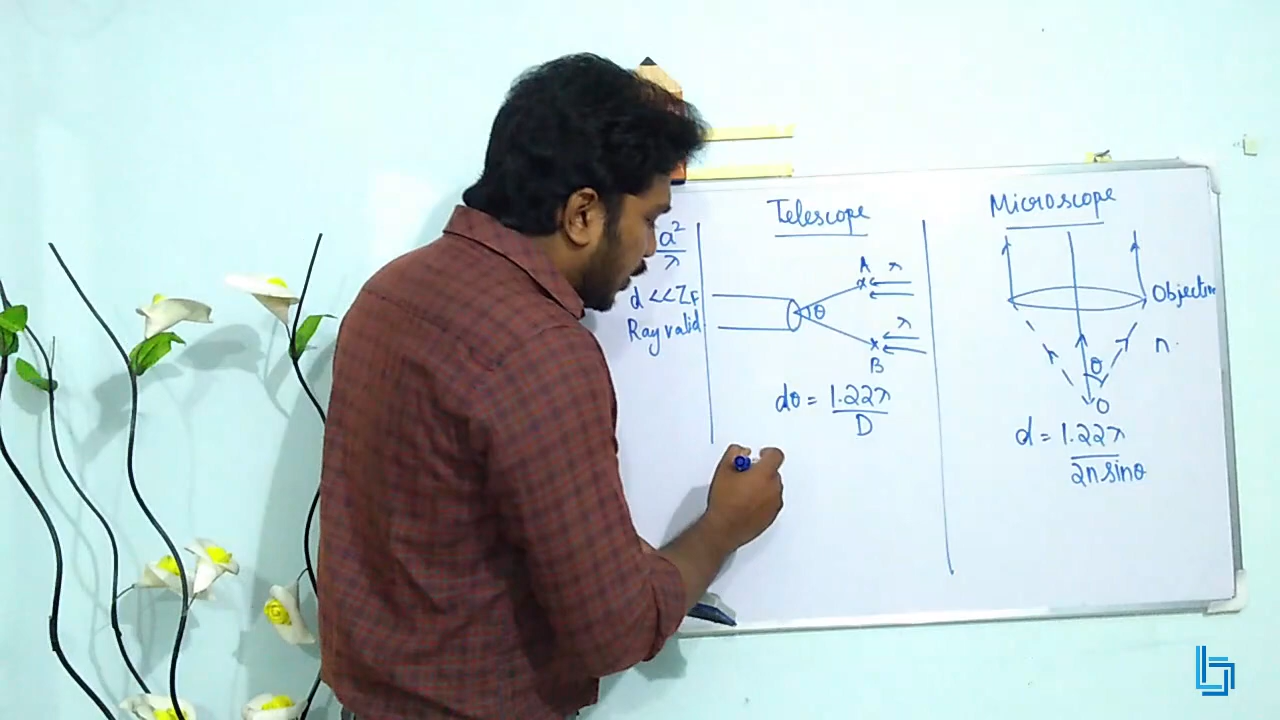 a²
λ
d <<Z_F
Ray valid
Telescope
A
λ
θ
λ
B
dθ = 1.22λ
D
Microscope
Objective
n.
θ
O
d = 1.22λ
2n sinθ